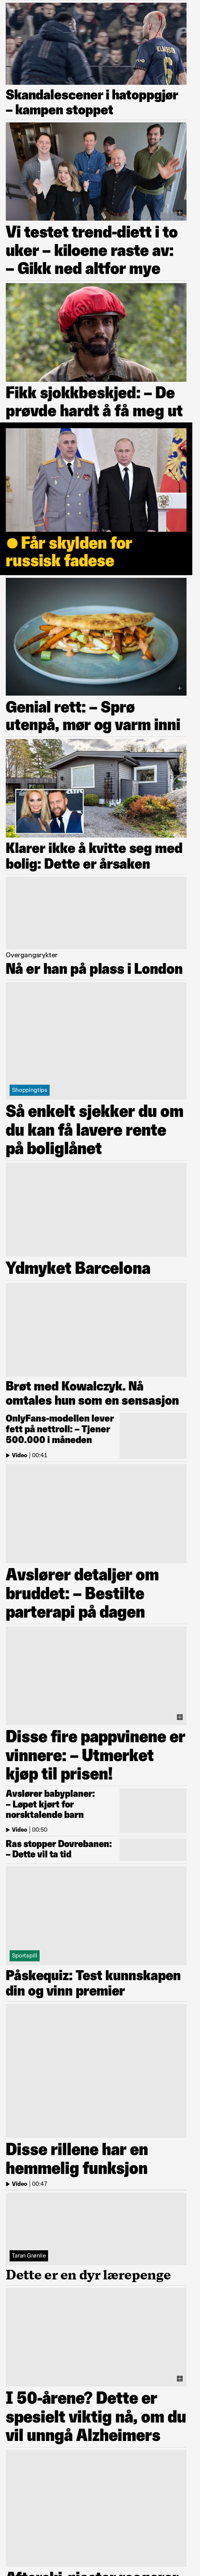 Skandalescener i hatoppgjør
– kampen stoppet
Vi testet trend-diett i to
uker – kiloene raste av:
– Gikk ned altfor mye
Fikk sjokkbeskjed: – De
prøvde hardt å få meg ut
Får skylden for
russisk fadese
Genial rett: – Sprø
utenpå, mør og varm inni
Klarer ikke å kvitte seg med
bolig: Dette er årsaken
Overgangsrykter
Nå er han på plass i London
Shoppingtips
Så enkelt sjekker du om
du kan få lavere rente
på boliglånet
Ydmyket Barcelona
Brøt med Kowalczyk. Nå
omtales hun som en sensasjon
OnlyFans-modellen lever
fett på nettroll: – Tjener
500.000 i måneden
Video | 00:41
Avslører detaljer om
bruddet: – Bestilte
parterapi på dagen
Disse fire pappvinene er
vinnere: – Utmerket
kjøp til prisen!
Avslører babyplaner:
– Løpet kjørt for
norsktalende barn
Video | 00:50
Ras stopper Dovrebanen:
– Dette vil ta tid
Sportspill
Påskequiz: Test kunnskapen
din og vinn premier
Disse rillene har en
hemmelig funksjon
Video | 00:47
Taran Grønlie
Dette er en dyr lærepenge
I 50-årene? Dette er
spesielt viktig nå, om du
vil unngå Alzheimers